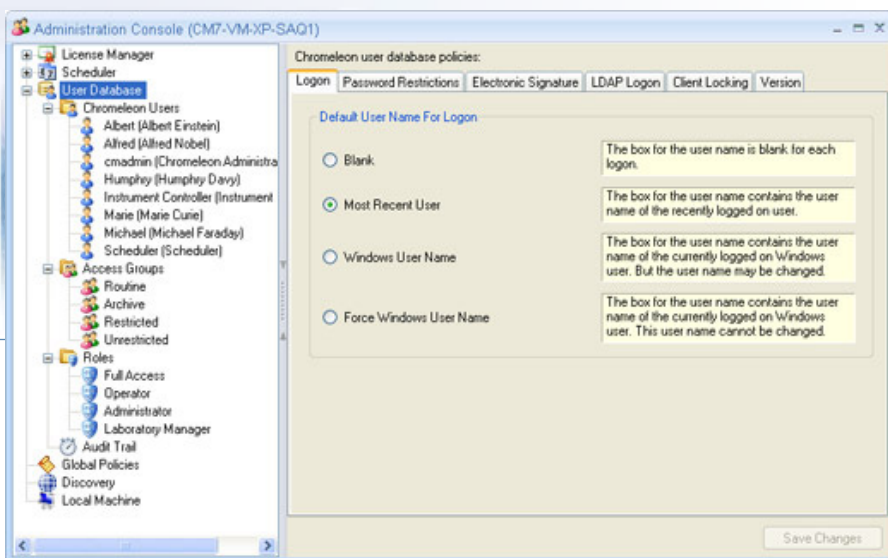 Administration Console (CM7-VM-XP-SAQ1)
License Manager
Scheduler
User Database
Chromeleon Users
Albert (Albert Einstein)
Alfred (Alfred Nobel)
cmadmin (Chromeleon Administra
Humphry (Humphry Davy)
Instrument Controller (Instrument
Marie (Marie Curie)
Michael (Michael Faraday)
Scheduler (Scheduler)
Access Groups
Routine
Archive
Restricted
Unrestricted
Roles
Full Access
Operator
Administrator
Laboratory Manager
Audit Trail
Global Policies
Discovery
Local Machine
Chromeleon user database policies:
Logon Password Restrictions Electronic Signature LDAP Logon Client Locking Version
Default User Name For Logon
Blank
The box for the user name is blank for each
logon.
Most Recent User
The box for the user name contains the user
name of the recently logged on user.
Windows User Name
The box for the user name contains the user
name of the currently logged on Windows
user. But the user name may be changed.
Force Windows User Name
The box for the user name contains the user
name of the currently logged on Windows
user. This user name cannot be changed.
Save Changes